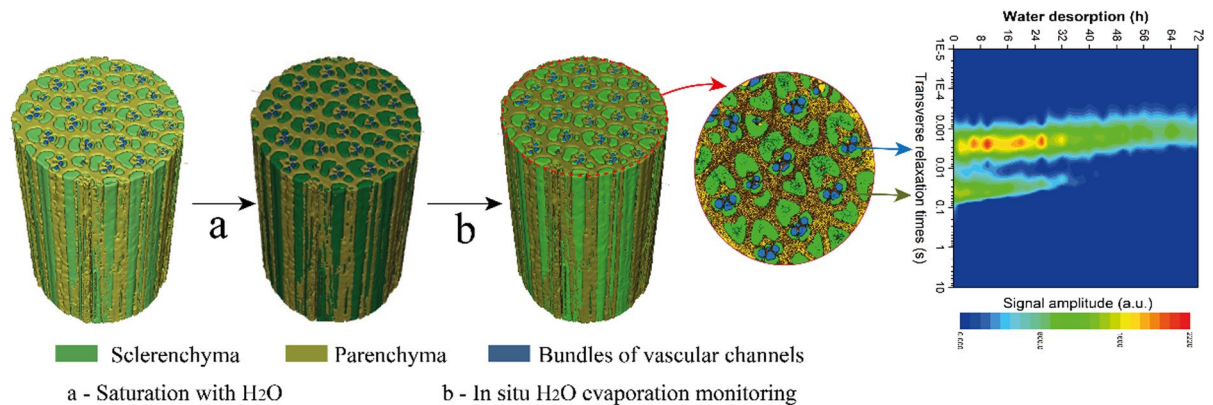 Water desorption (h)
0 8 16 24 32 40 48 56 64 72
1E-5
1E-4
0.001
0.01
0.1
1
10
Transverse relaxation times (s)
a
b
Signal amplitude (a.u.)
Sclerenchyma Parenchyma Bundles of vascular channels
a - Saturation with H2O b - In situ H2O evaporation monitoring